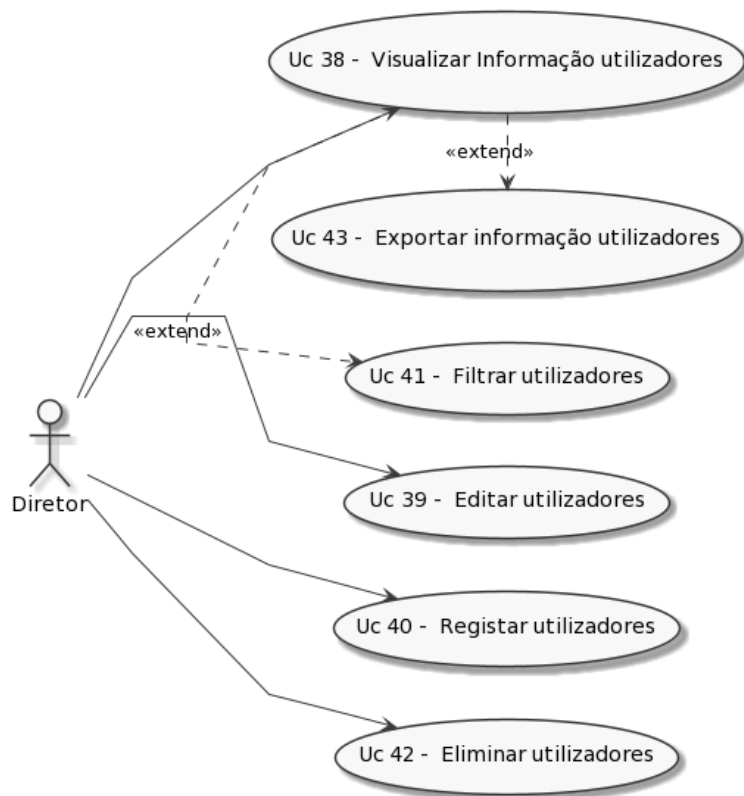 Uc 38 -  Visualizar Informação utilizadores
«extend»
Uc 43 -  Exportar informação utilizadores
«extend»
Uc 41 -  Filtrar utilizadores
Uc 39 -  Editar utilizadores
Diretor
Uc 40 -  Registar utilizadores
Uc 42 -  Eliminar utilizadores